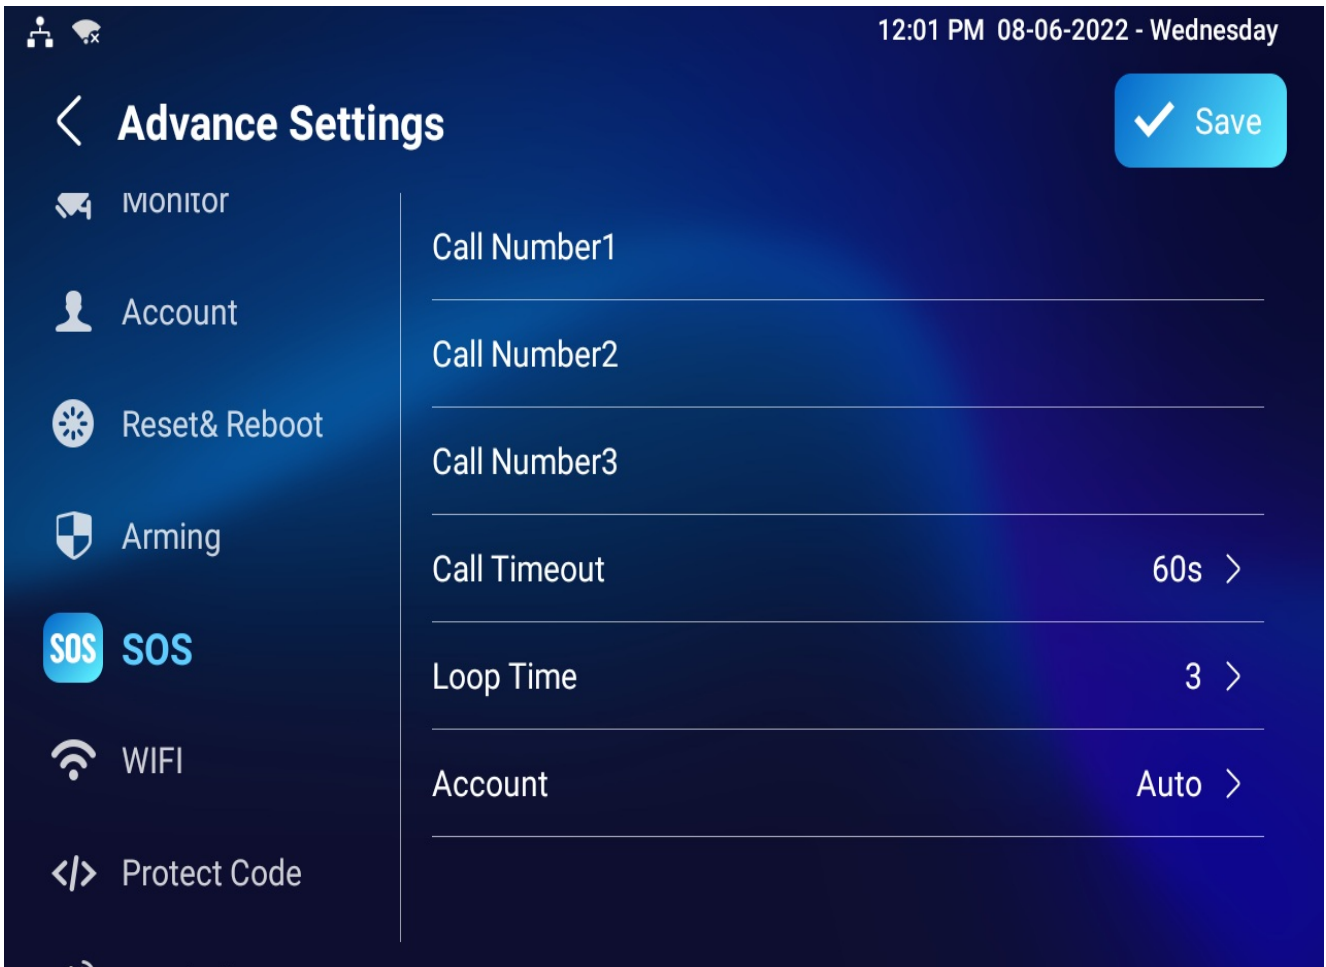 12:01 PM 08-06-2022 - Wednesday
Advance Settings
Save
Monitor
Account
Reset& Reboot
Arming
SOS SOS
WIFI
</> Protect Code
Call Number1
Call Number2
Call Number3
Call Timeout 60s
Loop Time 3
Account Auto